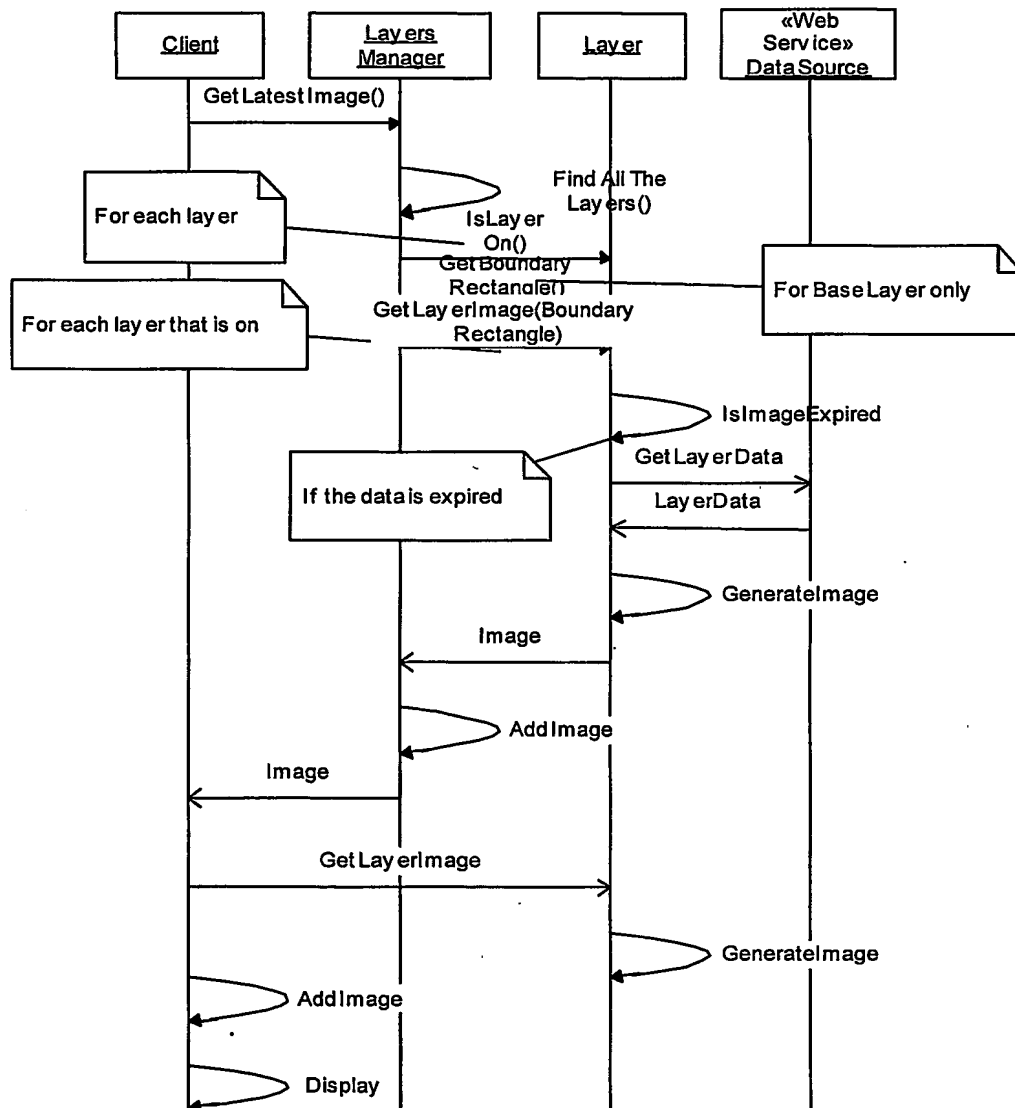 Client
Layers
Manager
Layer
«Web
Service»
DataSource
GetLatestImage()
Find All The
Layers()
For each layer
IsLayer
On()
GetBoundary
Rectangle()
For Base Layer only
GetLayerImage(Boundary
Rectangle)
For each layer that is on
IsImageExpired
If the data is expired
GetLayerData
LayerData
GenerateImage
Image
AddImage
Image
GetLayerImage
GenerateImage
AddImage
Display